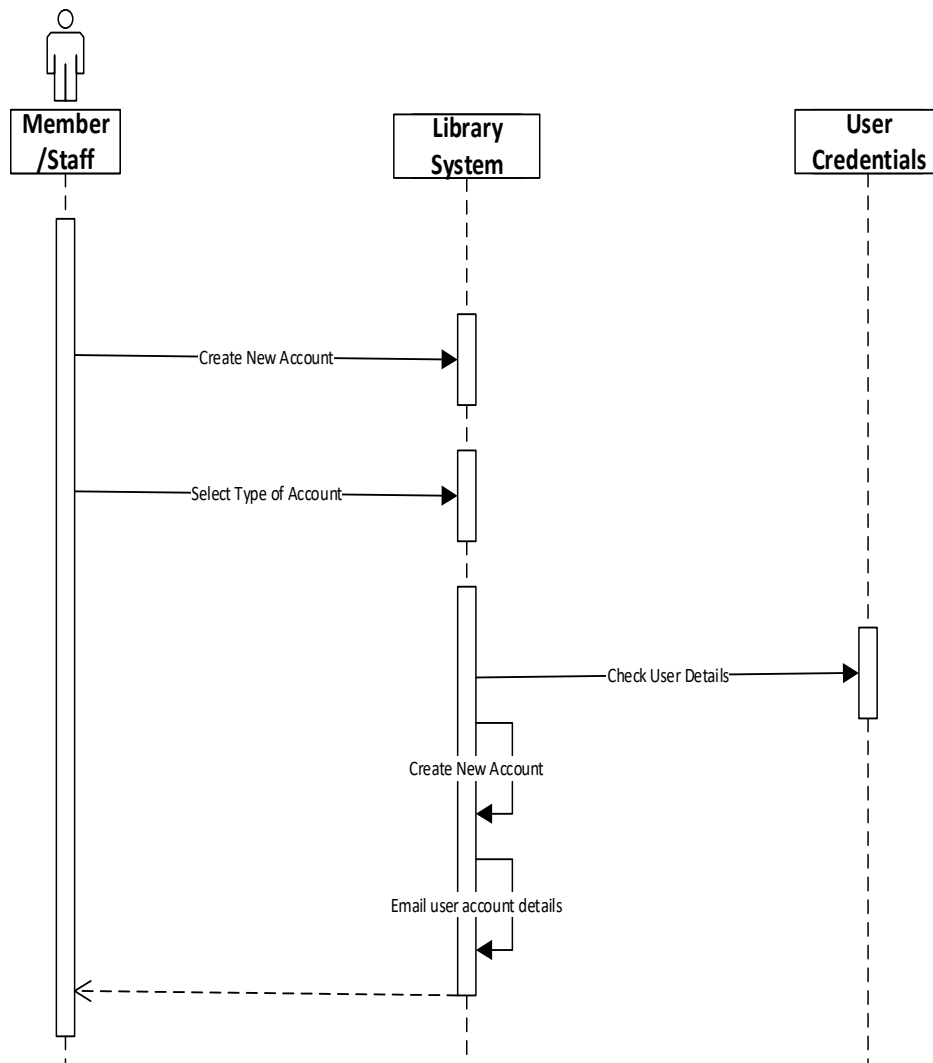 Member
/Staff
Library
System
User
Credentials
Create New Account
Select Type of Account
Check User Details
Create New Account
Email user account details